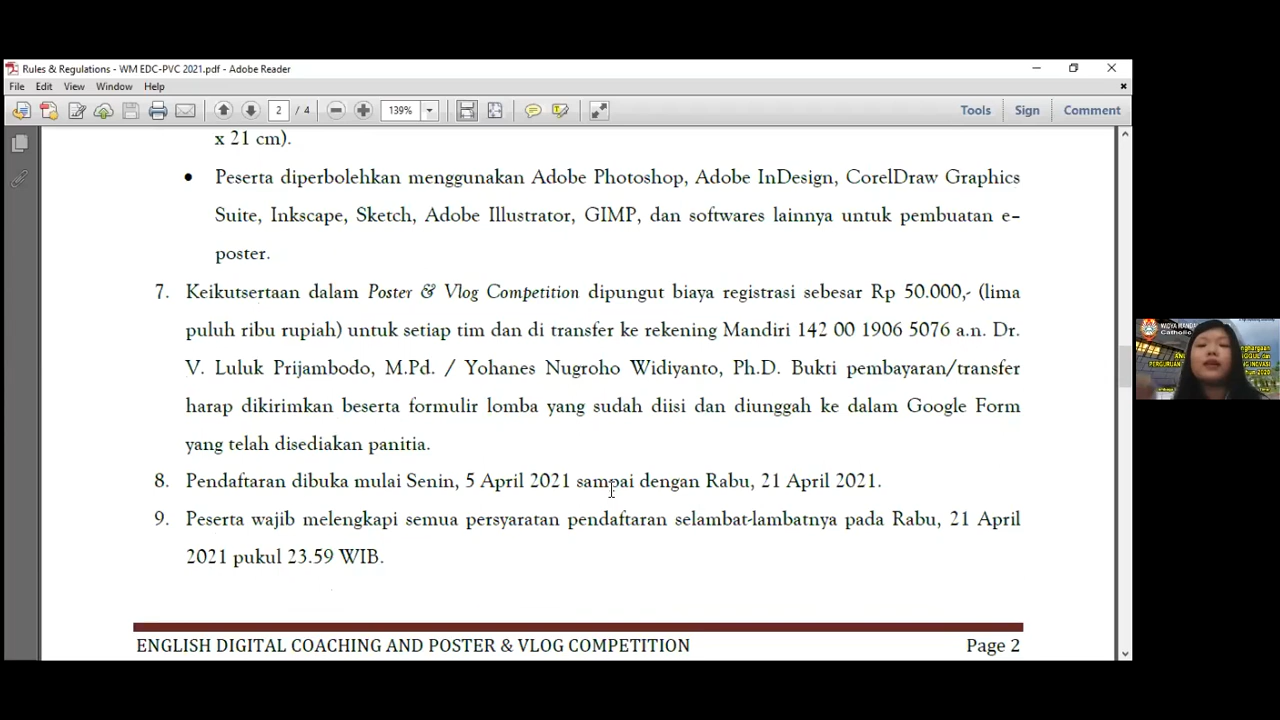 Rules & Regulations - WM EDC-PVC 2021.pdf - Adobe Reader
File Edit View Window Help
2 / 4 139% Tools Sign Comment
x 21 cm).
• Peserta diperbolehkan menggunakan Adobe Photoshop, Adobe InDesign, CorelDraw Graphics
Suite, Inkscape, Sketch, Adobe Illustrator, GIMP, dan softwares lainnya untuk pembuatan e-
poster.
7. Keikutsertaan dalam Poster & Vlog Competition dipungut biaya registrasi sebesar Rp 50.000,- (lima
puluh ribu rupiah) untuk setiap tim dan di transfer ke rekening Mandiri 142 00 1906 5076 a.n. Dr.
V. Luluk Prijambodo, M.Pd. / Yohanes Nugroho Widiyanto, Ph.D. Bukti pembayaran/transfer
harap dikirimkan beserta formulir lomba yang sudah diisi dan diunggah ke dalam Google Form
yang telah disediakan panitia.
8. Pendaftaran dibuka mulai Senin, 5 April 2021 sampai dengan Rabu, 21 April 2021.
9. Peserta wajib melengkapi semua persyaratan pendaftaran selambat-lambatnya pada Rabu, 21 April
2021 pukul 23.59 WIB.
ENGLISH DIGITAL COACHING AND POSTER & VLOG COMPETITION Page 2
WIDYA MANDA
Catholic